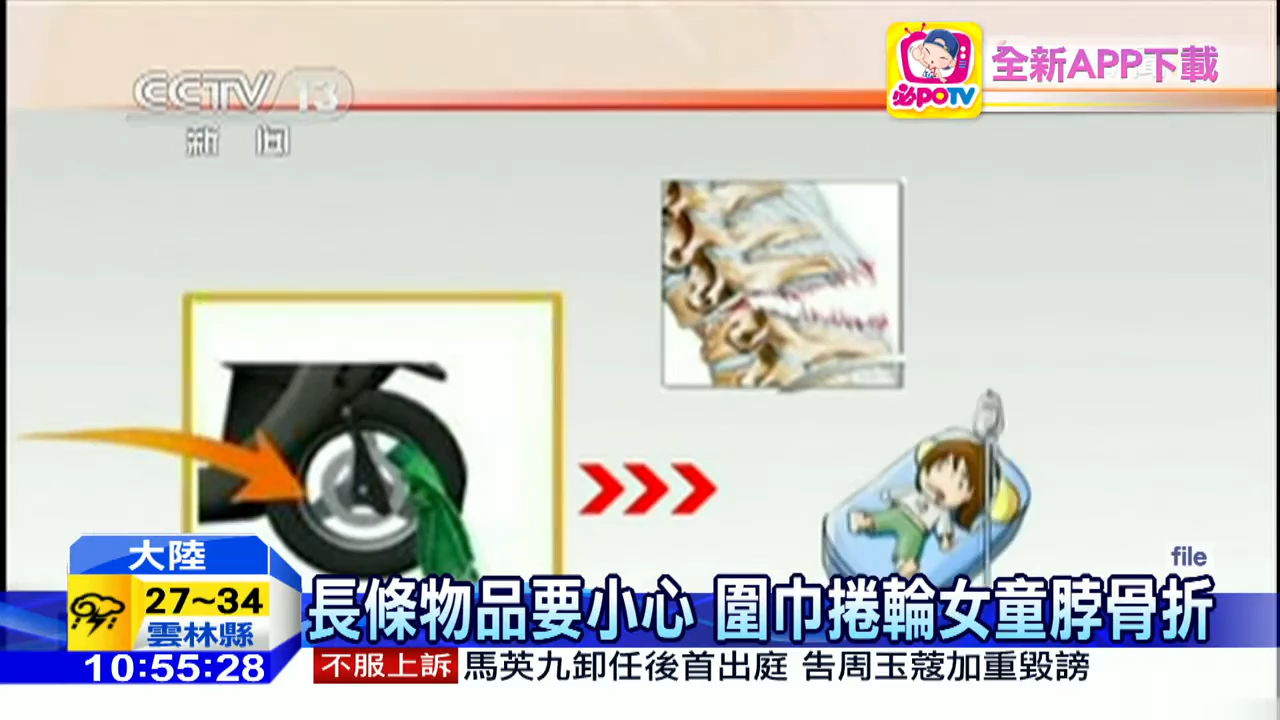 CCTV 13
新闻
必POTV
全新APP下載
file
大陸
27~34
雲林縣
10:55:28
長條物品要小心 圍巾捲輪女童脖骨折
不服上訴 馬英九卸任後首出庭 告周玉蔻加重毀謗